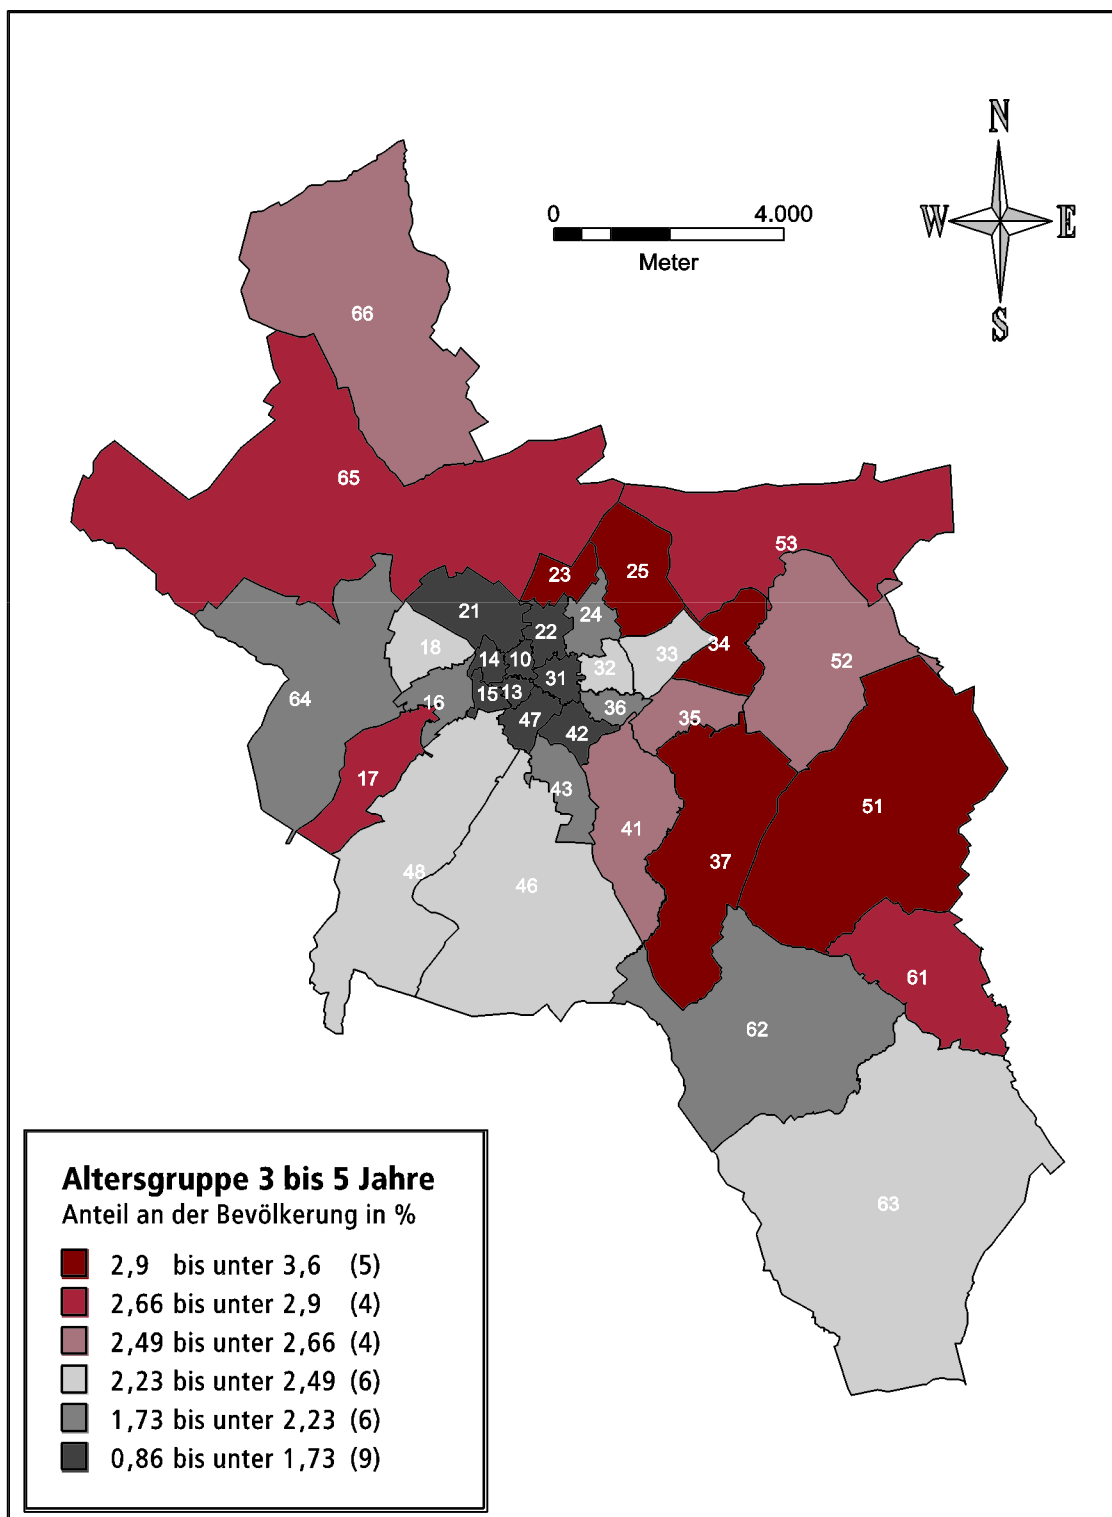 N
W E
S
0 4.000
Meter
66
65
53
23
25
21
24
22
34
18
33
14
10
32
52
31
64
16
15
13
36
35
47
42
17
43
51
41
37
48
46
61
62
63
Altersgruppe 3 bis 5 Jahre
Anteil an der Bevölkerung in %
2,9 bis unter 3,6 (5)
2,66 bis unter 2,9 (4)
2,49 bis unter 2,66 (4)
2,23 bis unter 2,49 (6)
1,73 bis unter 2,23 (6)
0,86 bis unter 1,73 (9)